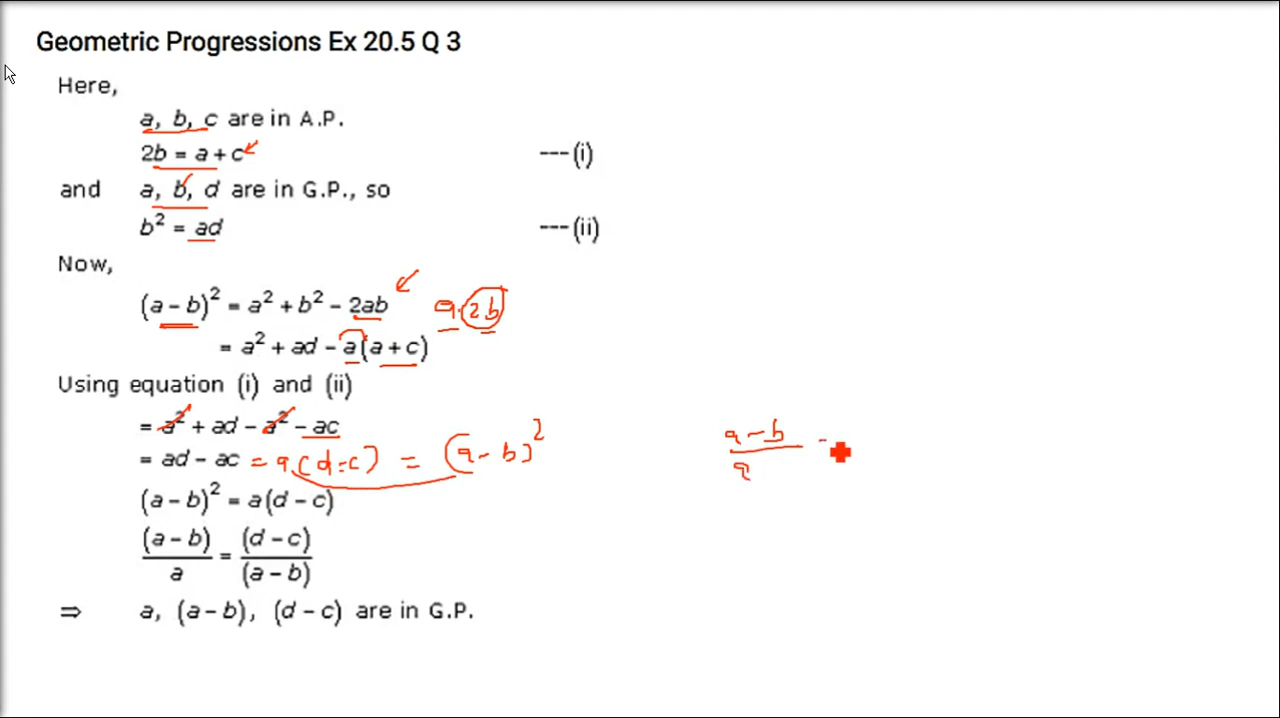 Geometric Progressions Ex 20.5 Q 3
Here,
a, b, c are in A.P.
2b = a + c ---(i)
and a, b, d are in G.P., so
b² = ad ---(ii)
Now,
(a - b)² = a² + b² - 2ab a.2b
= a² + ad - a(a + c)
Using equation (i) and (ii)
= a² + ad - a² - ac
= ad - ac = a(d-c) = (a-b)²
(a - b)² = a(d - c)
(a - b)/a = (d - c)/(a - b)
⇒ a, (a - b), (d - c) are in G.P.
a-b
a